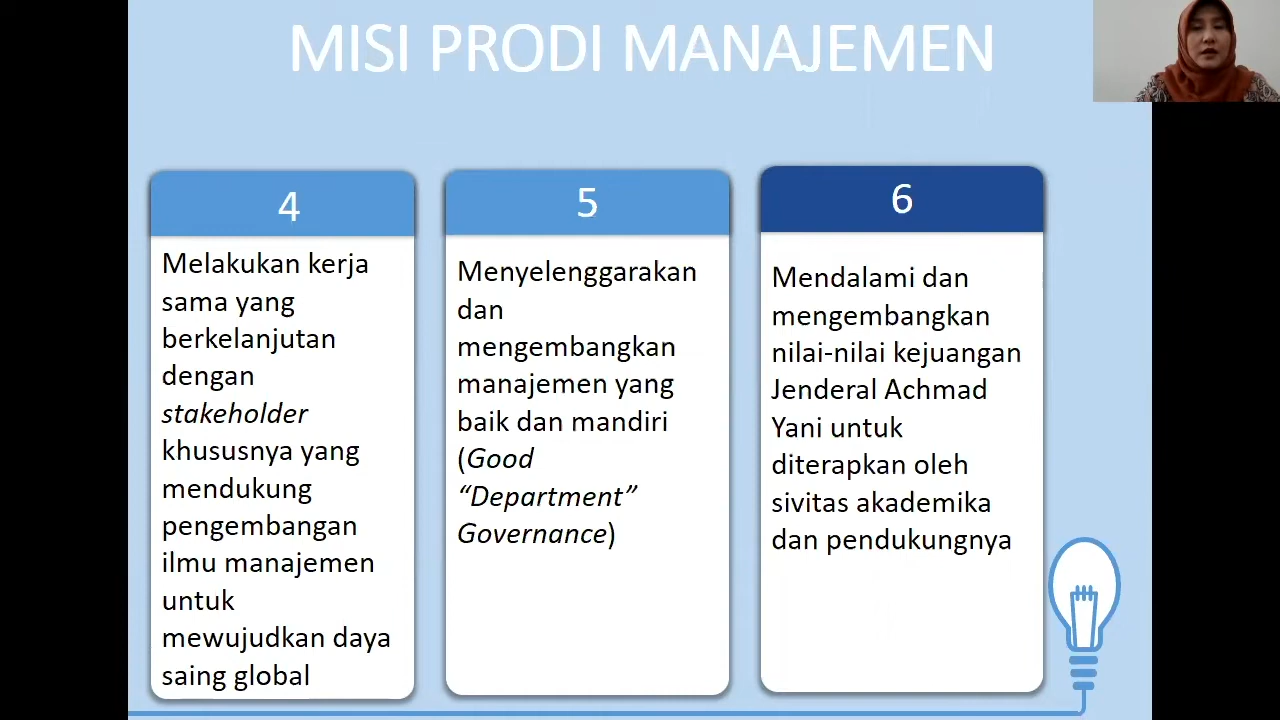 MISI PRODI MANAJEMEN
4
Melakukan kerja
sama yang
berkelanjutan
dengan
stakeholder
khususnya yang
mendukung
pengembangan
ilmu manajemen
untuk
mewujudkan daya
saing global
5
Menyelenggarakan
dan
mengembangkan
manajemen yang
baik dan mandiri
(Good
“Department”
Governance)
6
Mendalami dan
mengembangkan
nilai-nilai kejuangan
Jenderal Achmad
Yani untuk
diterapkan oleh
sivitas akademika
dan pendukungnya